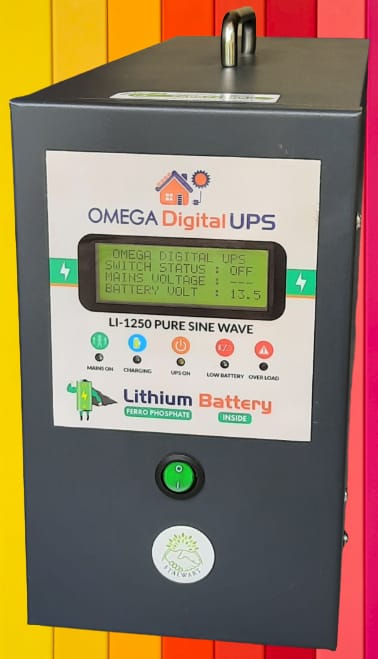 OMEGA Digital UPS
OMEGA DIGITAL UPS
SWITCH STATUS : OFF
MAINS VOLTAGE : ---
BATTERY VOLT : 13.5
LI-1250 PURE SINE WAVE
MAINS ON
CHARGING
UPS ON
LOW BATTERY
OVER LOAD
Lithium Battery
FERRO PHOSPHATE
INSIDE
STALWART